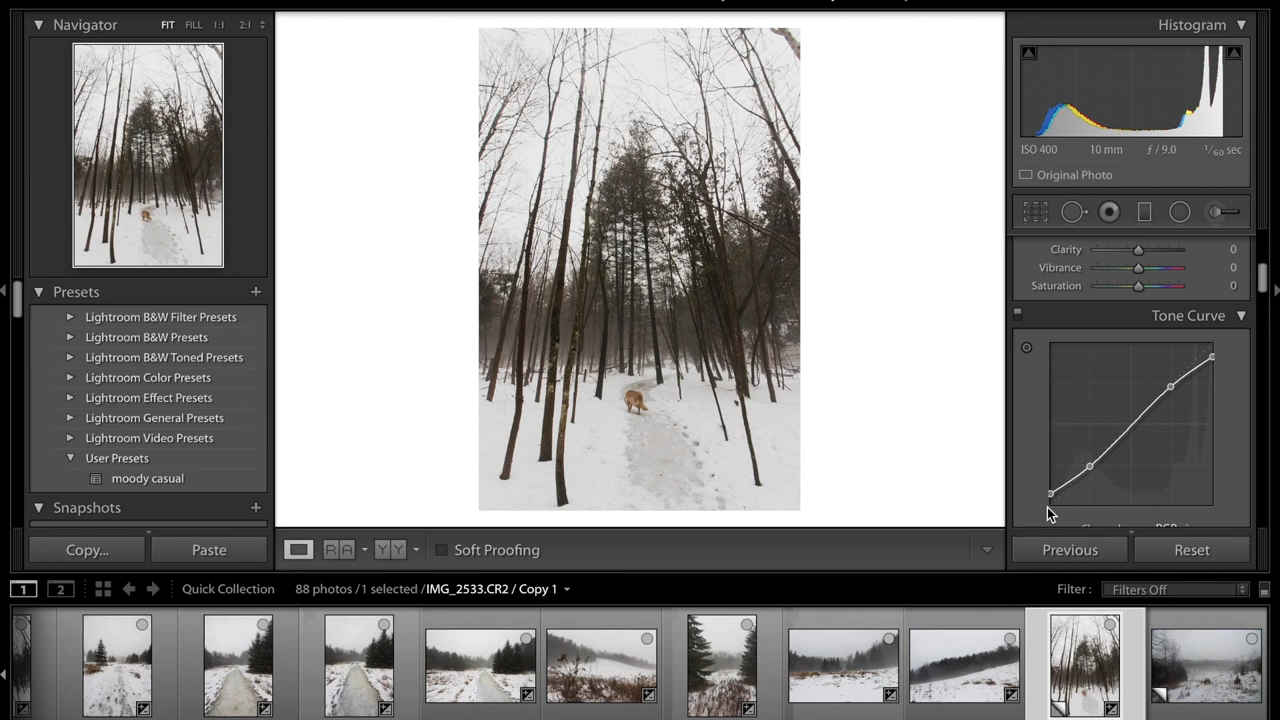 Navigator FIT FILL 1:1 2:1
Presets +
Lightroom B&W Filter Presets
Lightroom B&W Presets
Lightroom B&W Toned Presets
Lightroom Color Presets
Lightroom Effect Presets
Lightroom General Presets
Lightroom Video Presets
User Presets
moody casual
Snapshots +
Copy... Paste
Soft Proofing
Histogram
ISO 400 10 mm ƒ / 9.0 1/60 sec
Original Photo
Clarity 0
Vibrance 0
Saturation 0
Tone Curve
Previous Reset
1 2 Quick Collection 88 photos / 1 selected / IMG_2533.CR2 / Copy 1 Filter : Filters Off